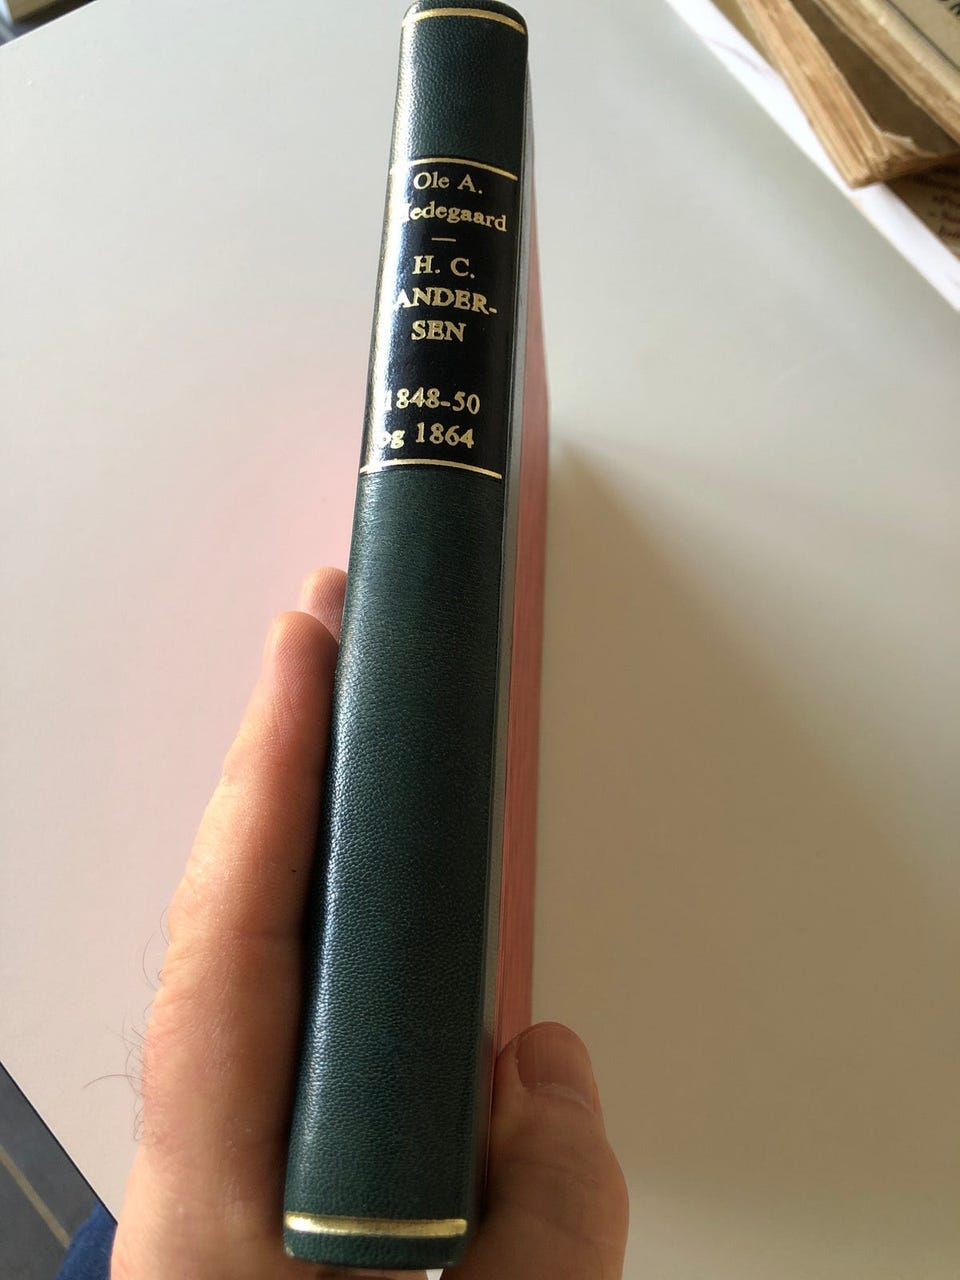 Ole A.
Hedegaard
—
H. C.
ANDER-
SEN
1848-50
og 1864